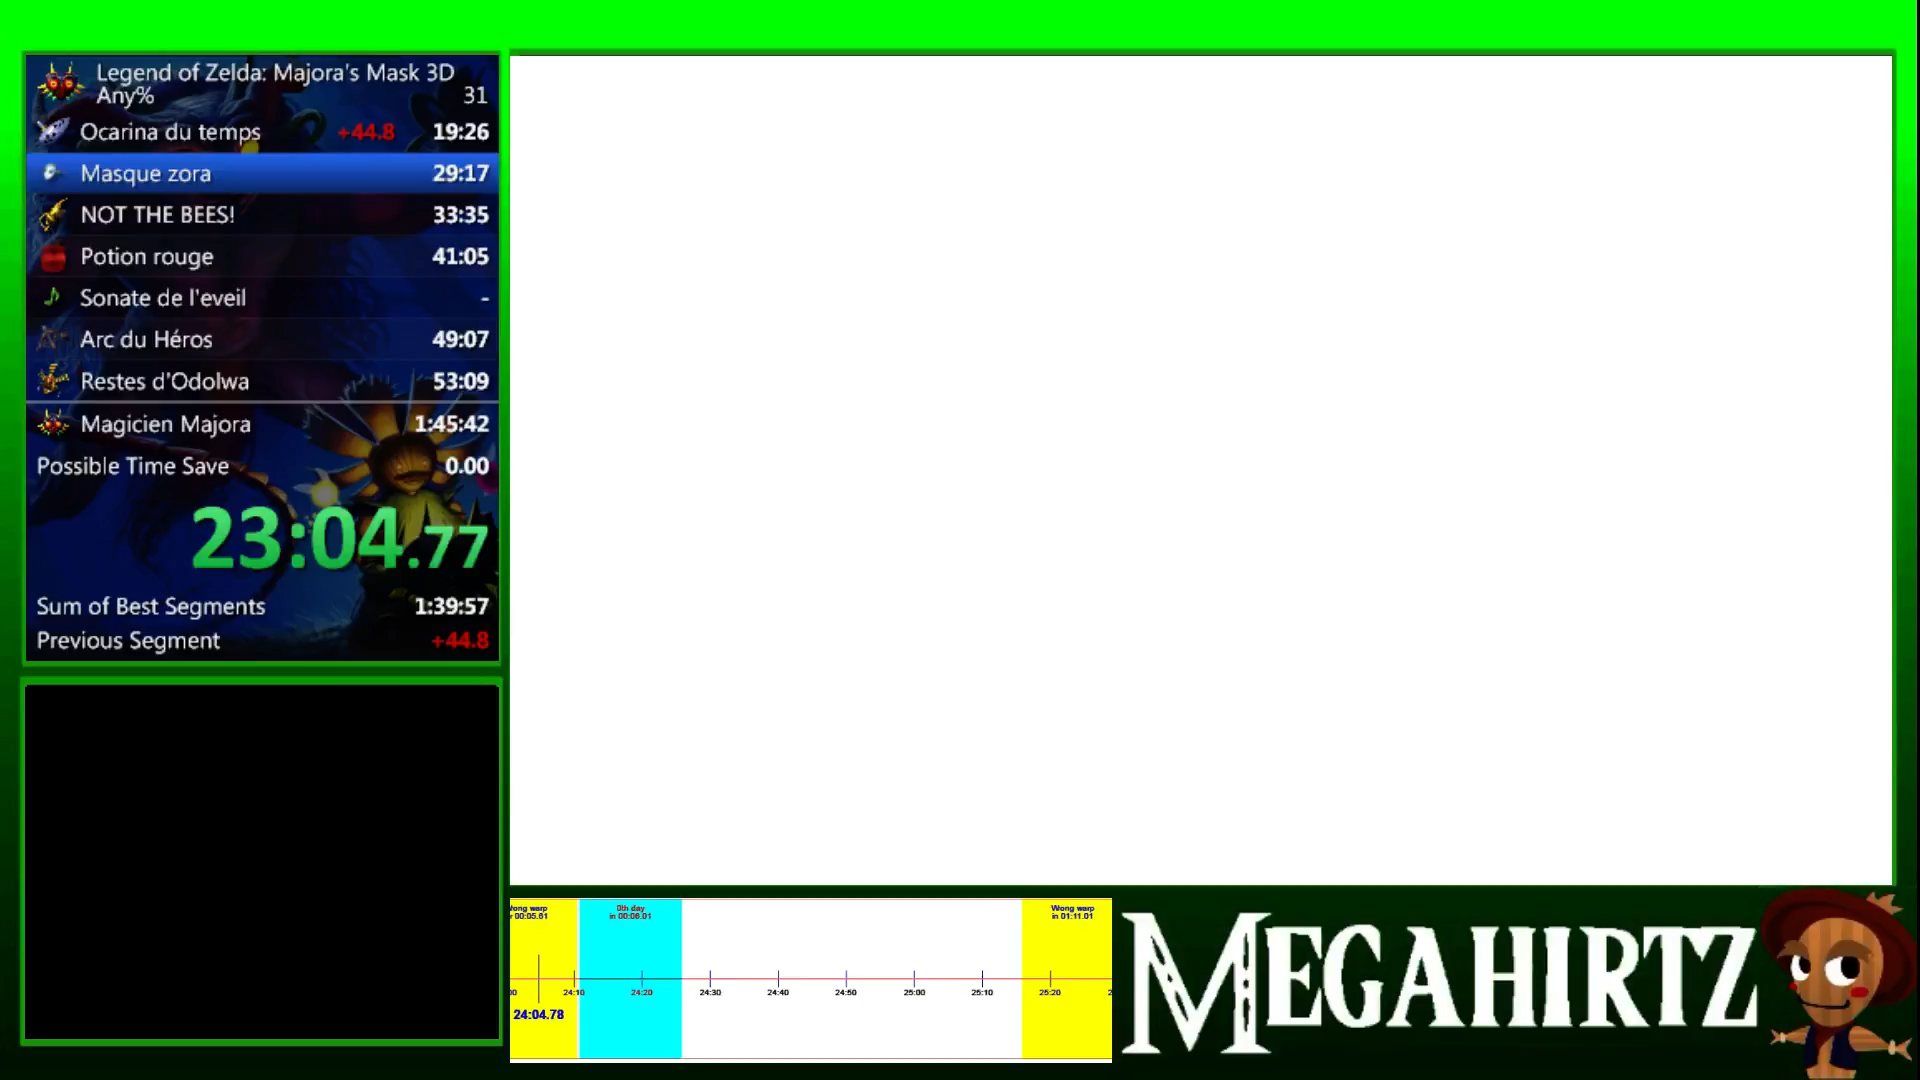 Legend of Zelda: Majora's Mask 3D
Any% 31
Ocarina du temps +44.8 19:26
Masque zora 29:17
NOT THE BEES! 33:35
Potion rouge 41:05
Sonate de l'eveil -
Arc du Héros 49:07
Restes d'Odolwa 53:09
Magicien Majora 1:45:42
Possible Time Save 0.00
23:04.77
Sum of Best Segments 1:39:57
Previous Segment +44.8
Wong warp
in 01:11.01
0th day
24:10 24:20 24:30 24:40 24:50 25:00 25:10 25:20
24:04.78
MEGAHIRTZ